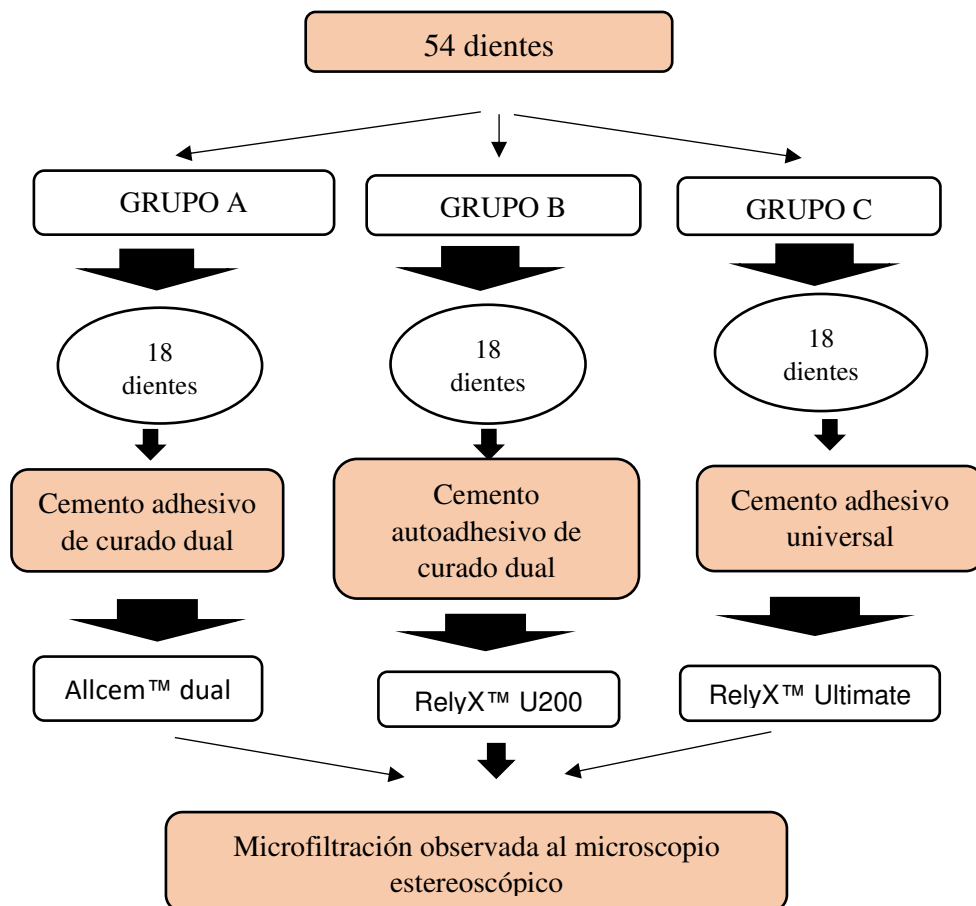 54 dientes
GRUPO A
GRUPO B
GRUPO C
18
dientes
18
dientes
18
dientes
Cemento adhesivo
de curado dual
Cemento
autoadhesivo de
curado dual
Cemento adhesivo
universal
Allcem™ dual
RelyX™ U200
RelyX™ Ultimate
Microfiltración observada al microscopio
estereoscópico